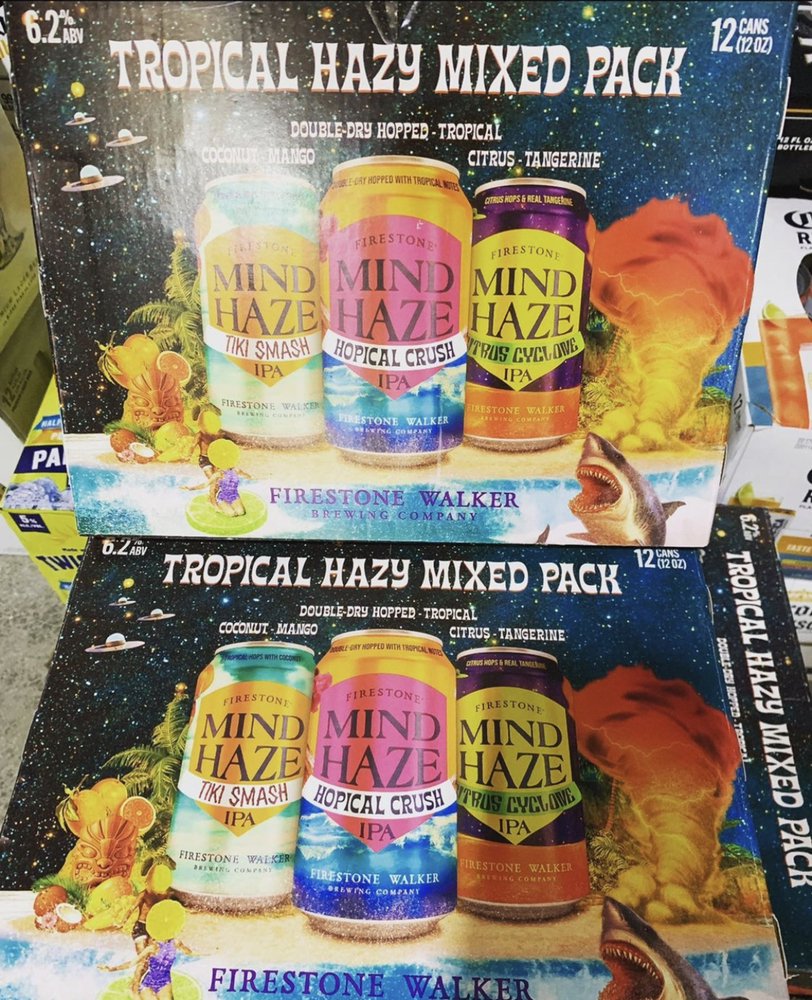 6.2% ABV
12 CANS (12 OZ)
TROPICAL HAZY MIXED PACK
DOUBLE-DRY HOPPED - TROPICAL
COCONUT - MANGO
CITRUS - TANGERINE
DOUBLE-DRY HOPPED WITH TROPICAL NOTES
CITRUS HOPS & REAL TANGERINE
FIRESTONE
MIND
HAZE
TIKI SMASH
IPA
FIRESTONE WALKER
BREWING COMPANY
FIRESTONE
MIND
HAZE
HOPICAL CRUSH
IPA
FIRESTONE WALKER
BREWING COMPANY
FIRESTONE
MIND
HAZE
CITRUS CYCLONE
IPA
FIRESTONE WALKER
BREWING COMPANY
FIRESTONE WALKER
BREWING COMPANY
PA
5%
6.2% ABV
12 CANS (12 OZ)
TROPICAL HAZY MIXED PACK
DOUBLE-DRY HOPPED - TROPICAL
COCONUT - MANGO
CITRUS - TANGERINE
TROPICAL HOPS WITH COCONUT
DOUBLE-DRY HOPPED WITH TROPICAL NOTES
CITRUS HOPS & REAL TANGERINE
FIRESTONE
MIND
HAZE
TIKI SMASH
IPA
FIRESTONE WALKER
BREWING COMPANY
FIRESTONE
MIND
HAZE
HOPICAL CRUSH
IPA
FIRESTONE WALKER
BREWING COMPANY
FIRESTONE
MIND
HAZE
CITRUS CYCLONE
IPA
FIRESTONE WALKER
BREWING COMPANY
FIRESTONE WALKER
TROPICAL HAZY MIXED PACK